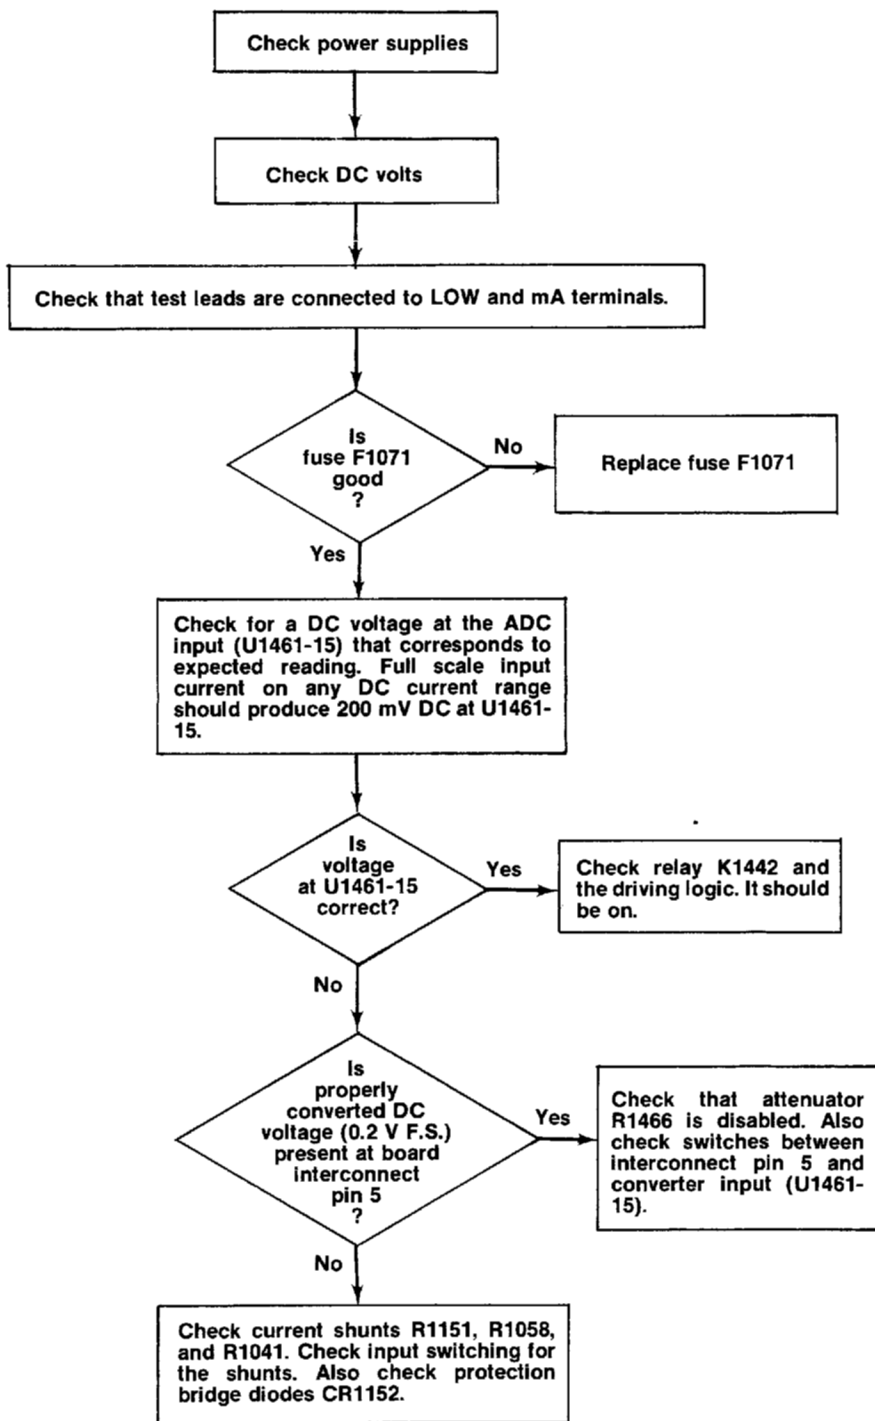 Check power supplies
Check DC volts
Check that test leads are connected to LOW and mA terminals.
Is
fuse F1071
good
?
No
Replace fuse F1071
Yes
Check for a DC voltage at the ADC
input (U1461-15) that corresponds to
expected reading. Full scale input
current on any DC current range
should produce 200 mV DC at U1461-
15.
Is
voltage
at U1461-15
correct?
Yes
Check relay K1442 and
the driving logic. It should
be on.
No
Is
properly
converted DC
voltage (0.2 V F.S.)
present at board
interconnect
pin 5
?
Yes
Check that attenuator
R1466 is disabled. Also
check switches between
interconnect pin 5 and
converter input (U1461-
15).
No
Check current shunts R1151, R1058,
and R1041. Check input switching for
the shunts. Also check protection
bridge diodes CR1152.